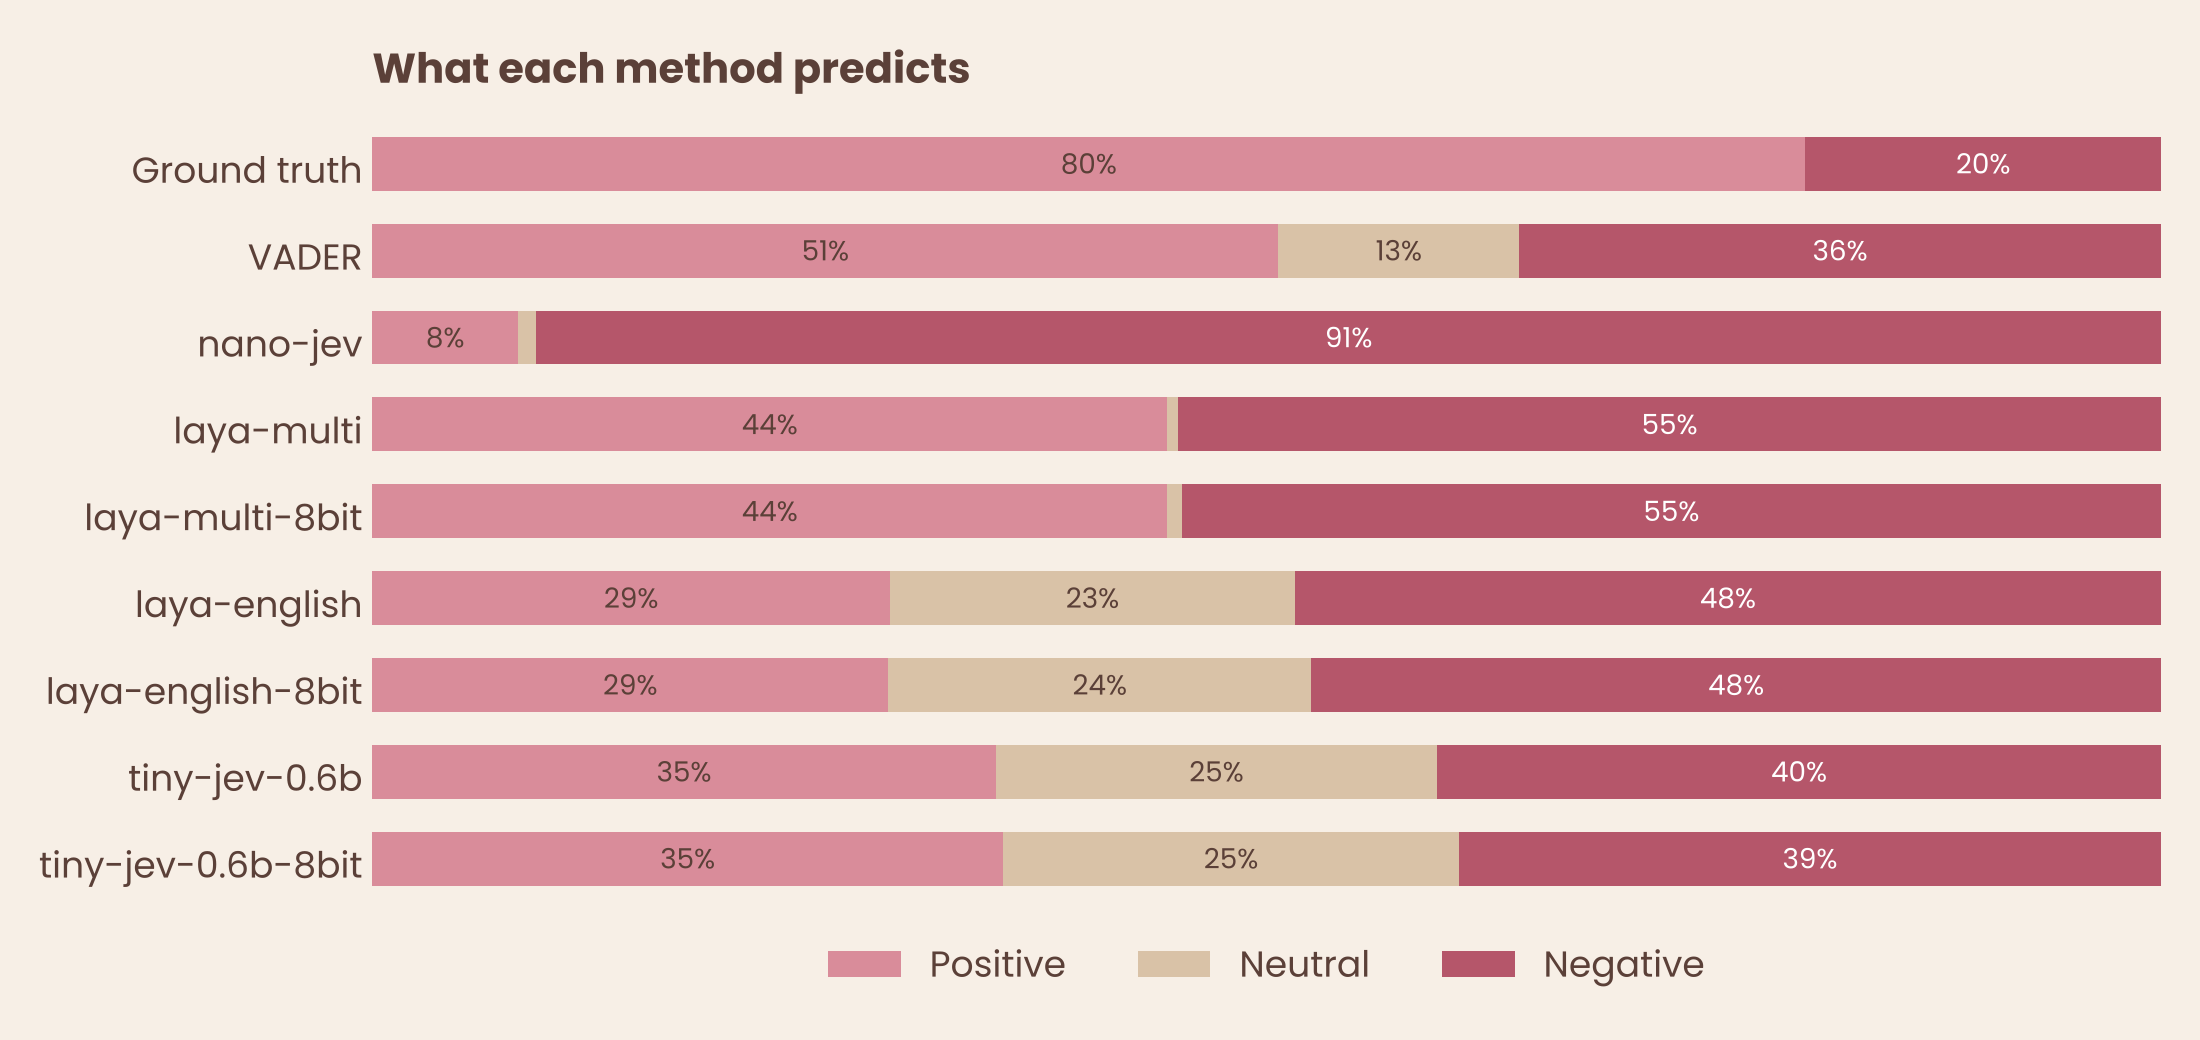 What each method predicts
Ground truth 80% 20%
VADER 51% 13% 36%
nano-jev 8% 91%
laya-multi 44% 55%
laya-multi-8bit 44% 55%
laya-english 29% 23% 48%
laya-english-8bit 29% 24% 48%
tiny-jev-0.6b 35% 25% 40%
tiny-jev-0.6b-8bit 35% 25% 39%
Positive Neutral Negative